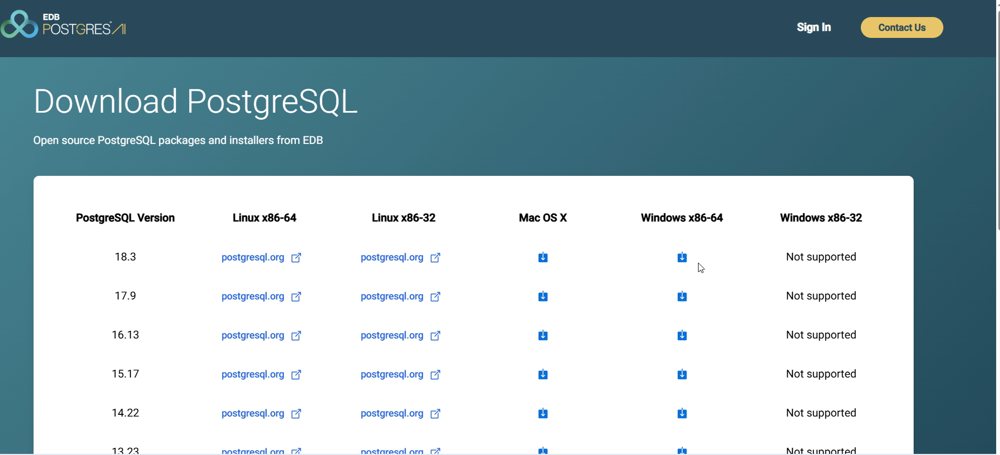 EDB
POSTGRES AI
Sign In
Contact Us
Download PostgreSQL
Open source PostgreSQL packages and installers from EDB
PostgreSQL Version Linux x86-64 Linux x86-32 Mac OS X Windows x86-64 Windows x86-32
18.3 postgresql.org postgresql.org Not supported
17.9 postgresql.org postgresql.org Not supported
16.13 postgresql.org postgresql.org Not supported
15.17 postgresql.org postgresql.org Not supported
14.22 postgresql.org postgresql.org Not supported
13.23 postgresql.org postgresql.org Not supported